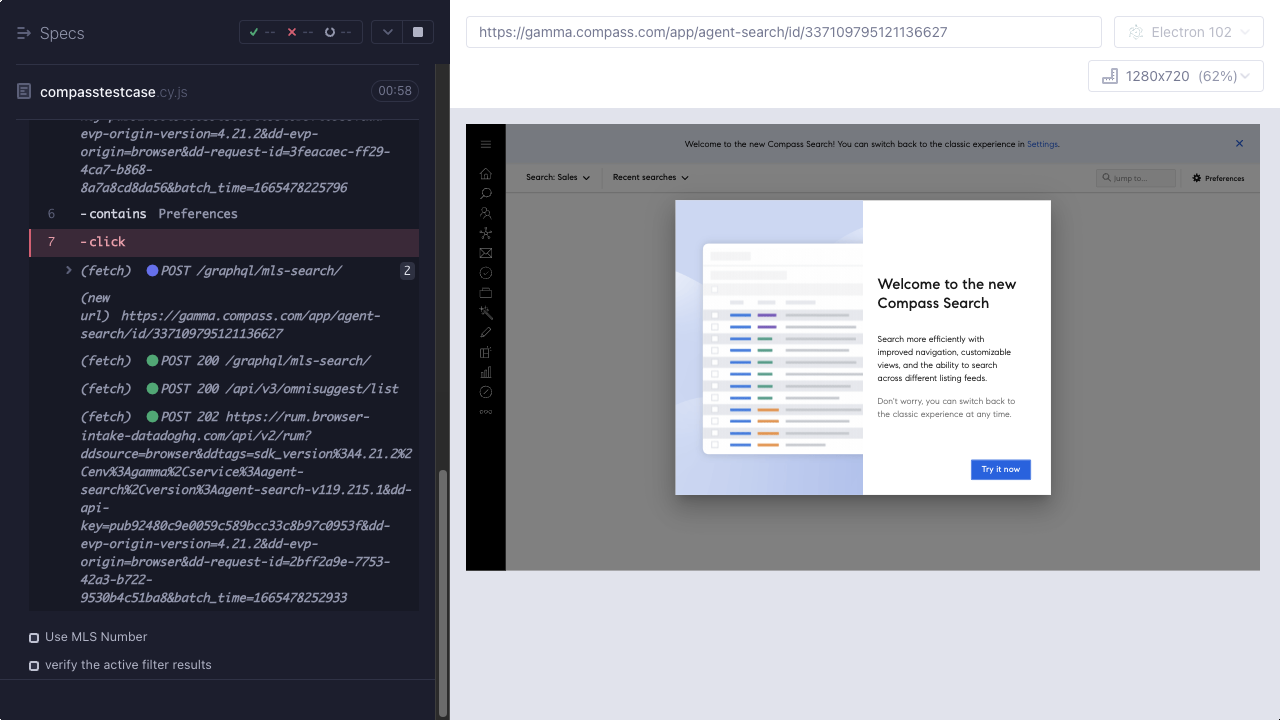 Specs
--
--
--
https://gamma.compass.com/app/agent-search/id/337109795121136627
Electron 102
1280x720 (62%)
compasstestcase.cy.js
00:58
evp-origin-version=4.21.2&dd-evp-
origin=browser&dd-request-id=3feacaec-ff29-
4ca7-b868-
8a7a8cd8da56&batch_time=1665478225796
6 -contains Preferences
7 -click
(fetch) POST /graphql/mls-search/ 2
(new
url) https://gamma.compass.com/app/agent-
search/id/337109795121136627
(fetch) POST 200 /graphql/mls-search/
(fetch) POST 200 /api/v3/omnisuggest/list
(fetch) POST 202 https://rum.browser-
intake-datadoghq.com/api/v2/rum?
ddsource=browser&ddtags=sdk_version%3A4.21.2%2
Cenv%3Agamma%2Cservice%3Aagent-
search%2Cversion%3Aagent-search-v119.215.1&dd-
api-
key=pub92480c9e0059c589bcc33c8b97c0953f&dd-
evp-origin-version=4.21.2&dd-evp-
origin=browser&dd-request-id=2bff2a9e-7753-
42a3-b722-
9530b4c51ba8&batch_time=1665478252933
Use MLS Number
verify the active filter results
Welcome to the new Compass Search! You can switch back to the classic experience in Settings.
Search: Sales
Recent searches
Jump to...
Preferences
Welcome to the new
Compass Search
Search more efficiently with
improved navigation, customizable
views, and the ability to search
across different listing feeds.
Don't worry, you can switch back to
the classic experience at any time.
Try it now